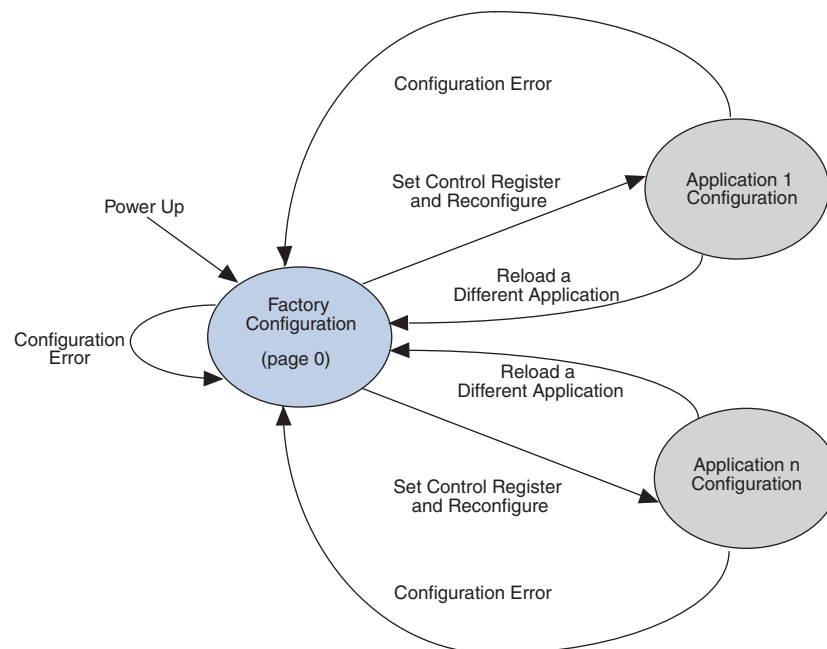 Configuration Error
Set Control Register
and Reconfigure
Application 1
Configuration
Power Up
Reload a
Different Application
Factory
Configuration
(page 0)
Configuration
Error
Reload a
Different Application
Set Control Register
and Reconfigure
Application n
Configuration
Configuration Error